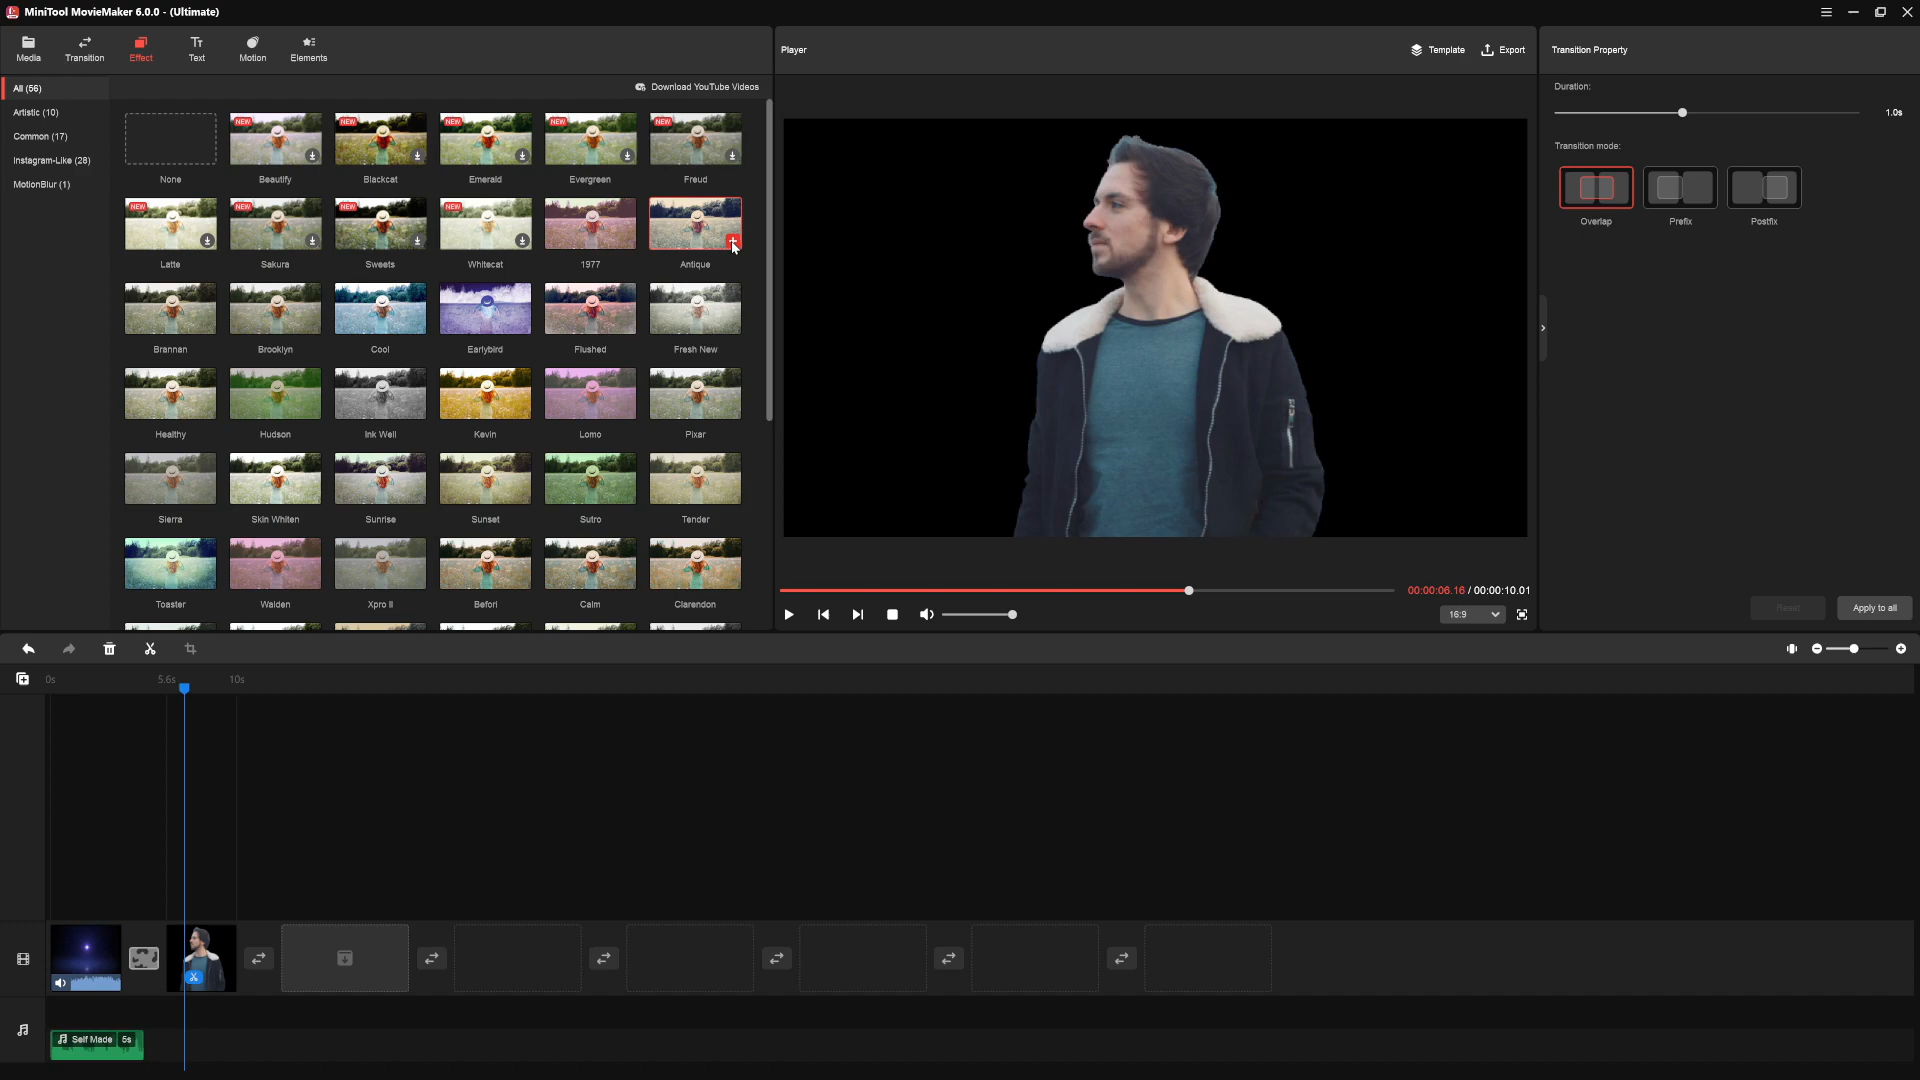 MiniTool MovieMaker 6.0.0 - (Ultimate)
Media
Transition
Effect
Text
Motion
Elements
Player
Template
Export
Transition Property
All (56)
Artistic (10)
Common (17)
Instagram-Like (28)
MotionBlur (1)
Download YouTube Videos
NEW
NEW
NEW
NEW
NEW
None
Beautify
Blackcat
Emerald
Evergreen
Freud
NEW
NEW
NEW
NEW
Latte
Sakura
Sweets
Whitecat
1977
Antique
Brannan
Brooklyn
Cool
Earlybird
Flushed
Fresh New
Healthy
Hudson
Ink Well
Kevin
Lomo
Pixar
Sierra
Skin Whiten
Sunrise
Sunset
Sutro
Tender
Toaster
Walden
Xpro II
Befori
Calm
Clarendon
00:00:06.16 / 00:00:10.01
16:9
Duration:
1.0s
Transition mode:
Overlap
Prefix
Postfix
Reset
Apply to all
0s
5.6s
10s
Self Made
5s